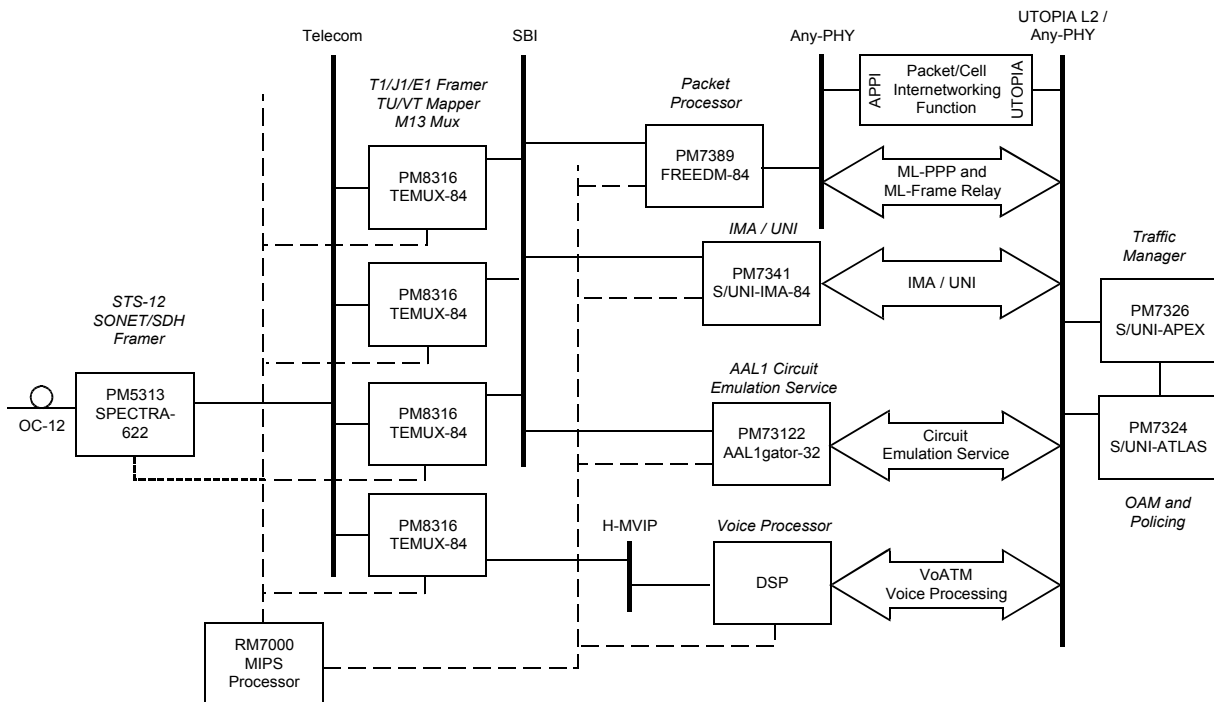 Telecom
SBI
Any-PHY
UTOPIA L2 /
Any-PHY
T1/J1/E1 Framer
TU/VT Mapper
M13 Mux
Packet
Processor
APPI
Packet/Cell
Internetworking
Function
UTOPIA
PM8316
TEMUX-84
PM7389
FREEDM-84
ML-PPP and
ML-Frame Relay
IMA / UNI
Traffic
Manager
PM8316
TEMUX-84
PM7341
S/UNI-IMA-84
IMA / UNI
PM7326
S/UNI-APEX
STS-12
SONET/SDH
Framer
AAL1 Circuit
Emulation Service
OC-12
PM5313
SPECTRA-
622
PM8316
TEMUX-84
PM73122
AAL1gator-32
Circuit
Emulation Service
PM7324
S/UNI-ATLAS
OAM and
Policing
PM8316
TEMUX-84
H-MVIP
Voice Processor
DSP
VoATM
Voice Processing
RM7000
MIPS
Processor